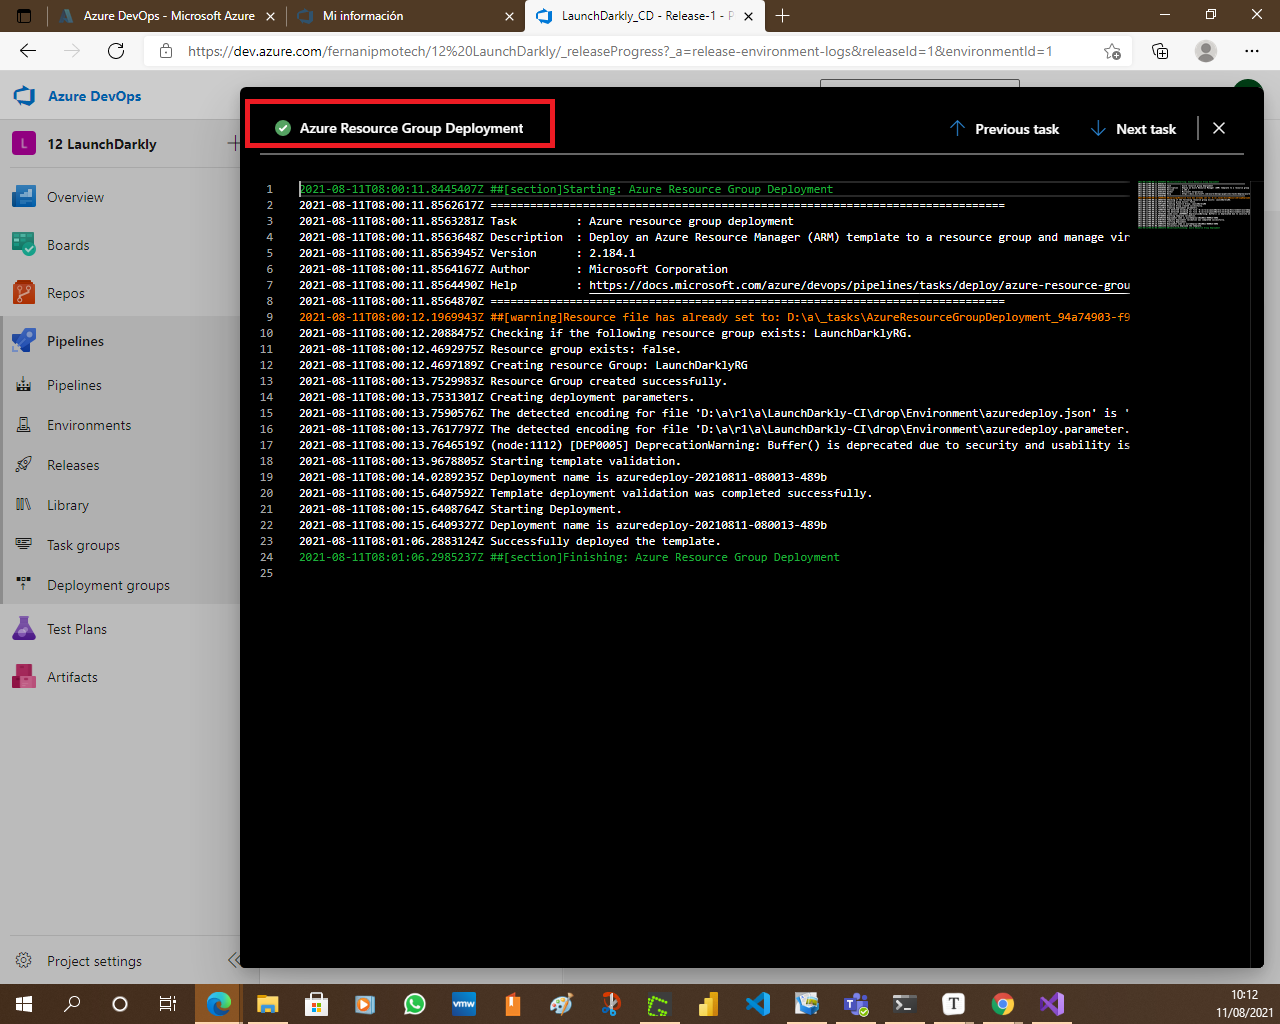 Azure DevOps - Microsoft Azure
Mi información
LaunchDarkly_CD - Release-1 - P
https://dev.azure.com/fernanipmotech/12%20LaunchDarkly/_releaseProgress?_a=release-environment-logs&releaseId=1&environmentId=1
Azure DevOps
L
12 LaunchDarkly
Overview
Boards
Repos
Pipelines
Pipelines
Environments
Releases
Library
Task groups
Deployment groups
Test Plans
Artifacts
Project settings
Azure Resource Group Deployment
Previous task
Next task
1 2021-08-11T08:00:11.8445407Z ##[section]Starting: Azure Resource Group Deployment
2 2021-08-11T08:00:11.8562617Z ==============================================================================
3 2021-08-11T08:00:11.8563281Z Task         : Azure resource group deployment
4 2021-08-11T08:00:11.8563648Z Description  : Deploy an Azure Resource Manager (ARM) template to a resource group and manage vir
5 2021-08-11T08:00:11.8563945Z Version      : 2.184.1
6 2021-08-11T08:00:11.8564167Z Author       : Microsoft Corporation
7 2021-08-11T08:00:11.8564490Z Help         : https://docs.microsoft.com/azure/devops/pipelines/tasks/deploy/azure-resource-grou
8 2021-08-11T08:00:11.8564870Z ==============================================================================
9 2021-08-11T08:00:12.1969943Z ##[warning]Resource file has already set to: D:\a\_tasks\AzureResourceGroupDeployment_94a74903-f9
10 2021-08-11T08:00:12.2088475Z Checking if the following resource group exists: LaunchDarklyRG.
11 2021-08-11T08:00:12.4692975Z Resource group exists: false.
12 2021-08-11T08:00:12.4697189Z Creating resource Group: LaunchDarklyRG
13 2021-08-11T08:00:13.7529983Z Resource Group created successfully.
14 2021-08-11T08:00:13.7531301Z Creating deployment parameters.
15 2021-08-11T08:00:13.7590576Z The detected encoding for file 'D:\a\r1\a\LaunchDarkly-CI\drop\Environment\azuredeploy.json' is '
16 2021-08-11T08:00:13.7617797Z The detected encoding for file 'D:\a\r1\a\LaunchDarkly-CI\drop\Environment\azuredeploy.parameter.
17 2021-08-11T08:00:13.7646519Z (node:1112) [DEP0005] DeprecationWarning: Buffer() is deprecated due to security and usability is
18 2021-08-11T08:00:13.9678805Z Starting template validation.
19 2021-08-11T08:00:14.0289235Z Deployment name is azuredeploy-20210811-080013-489b
20 2021-08-11T08:00:15.6407592Z Template deployment validation was completed successfully.
21 2021-08-11T08:00:15.6408764Z Starting Deployment.
22 2021-08-11T08:00:15.6409327Z Deployment name is azuredeploy-20210811-080013-489b
23 2021-08-11T08:01:06.2883124Z Successfully deployed the template.
24 2021-08-11T08:01:06.2985237Z ##[section]Finishing: Azure Resource Group Deployment
25
vmw
T
10:12
11/08/2021